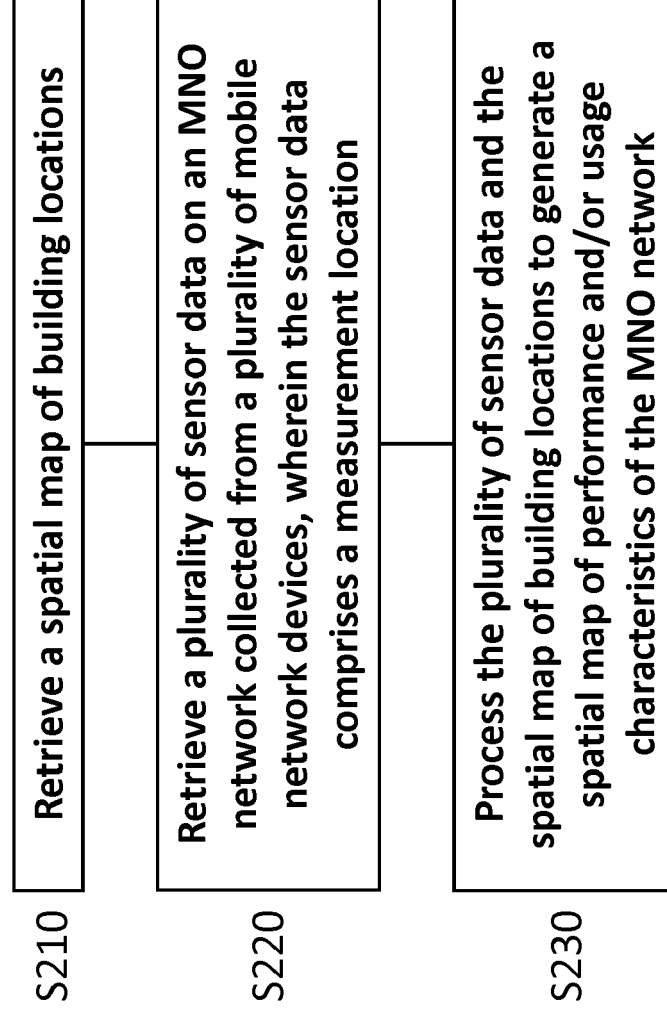 S210
Retrieve a spatial map of building locations
S220
Retrieve a plurality of sensor data on an MNO
network collected from a plurality of mobile
network devices, wherein the sensor data
comprises a measurement location
S230
Process the plurality of sensor data and the
spatial map of building locations to generate a
spatial map of performance and/or usage
characteristics of the MNO network